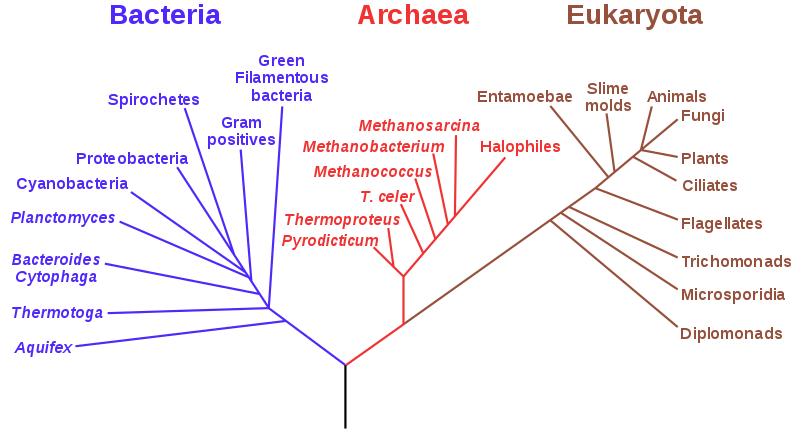 Bacteria
Archaea
Eukaryota
Green
Filamentous
bacteria
Spirochetes
Gram
positives
Proteobacteria
Cyanobacteria
Planctomyces
Bacteroides
Cytophaga
Thermotoga
Aquifex
Methanosarcina
Methanobacterium
Halophiles
Methanococcus
T. celer
Thermoproteus
Pyrodicticum
Entamoebae
Slime
molds
Animals
Fungi
Plants
Ciliates
Flagellates
Trichomonads
Microsporidia
Diplomonads